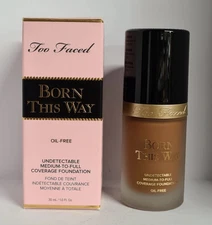 Too Faced
BORN
THIS WAY
OIL-FREE
UNDETECTABLE
MEDIUM-TO-FULL
COVERAGE FOUNDATION
FOND DE TEINT
INDÉTECTABLE COUVRANCE
MOYENNE À TOTALE
Too Faced
BORN
THIS WAY
UNDETECTABLE
MEDIUM-TO-FULL
COVERAGE FOUNDATION
OIL-FREE